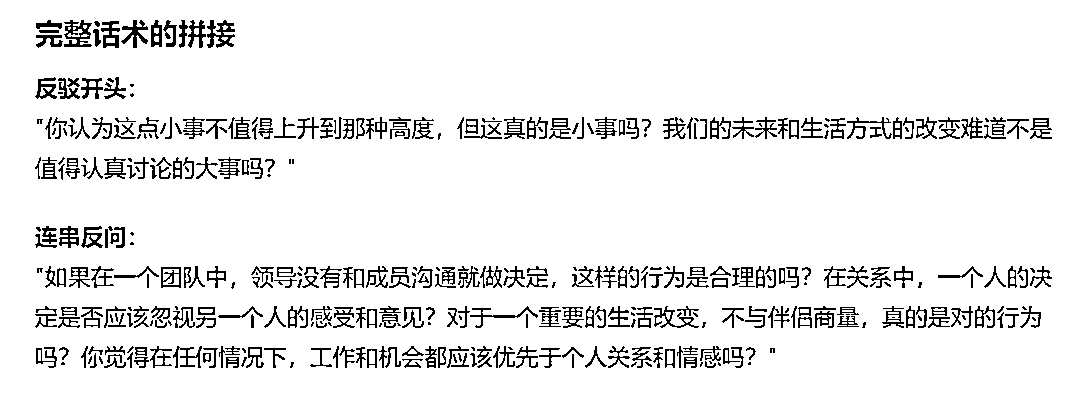 完整话术的拼接
反驳开头：
"你认为这点小事不值得上升到那种高度，但这真的是小事吗？我们的未来和生活方式的改变难道不是
值得认真讨论的大事吗？"
连串反问：
"如果在一个团队中，领导没有和成员沟通就做决定，这样的行为是合理的吗？在关系中，一个人的决
定是否应该忽视另一个人的感受和意见？对于一个重要的生活改变，不与伴侣商量，真的是对的行为
吗？你觉得在任何情况下，工作和机会都应该优先于个人关系和情感吗？"